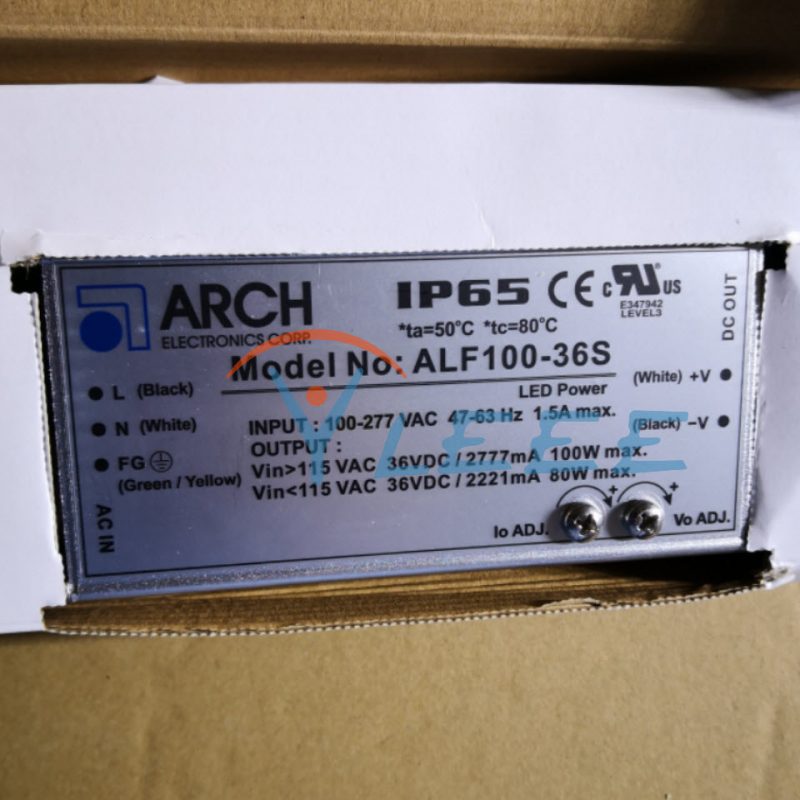 ARCH
ELECTRONICS CORP.
IP65 CE c RU US
E347942
LEVEL3
*ta=50°C *tc=80°C
Model No: ALF100-36S
LED Power
L (Black)
N (White)
FG
(Green / Yellow)
AC IN
INPUT : 100-277 VAC 47-63 Hz 1.5A max.
OUTPUT :
Vin>115 VAC 36VDC / 2777mA 100W max.
Vin<115 VAC 36VDC / 2221mA 80W max.
DC OUT
(White) +V
(Black) –V
Io ADJ. +
Vo ADJ. +
YLEEE